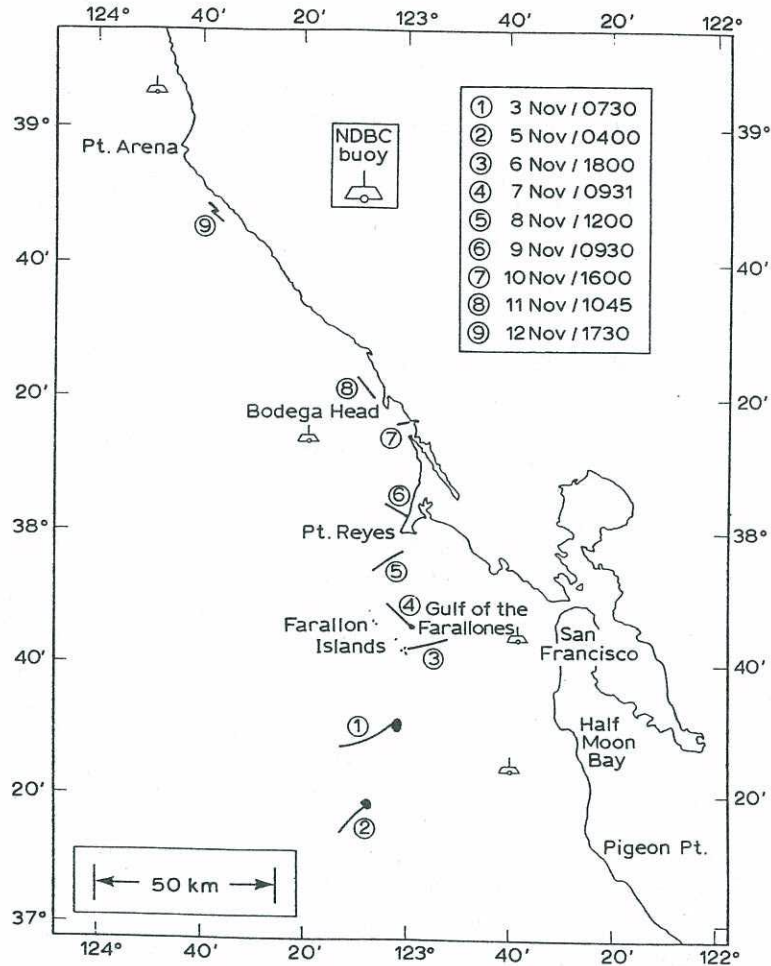 124° 40′ 20′ 123° 40′ 20′ 122°
39°
Pt. Arena
⑨
40′
20′
38°
40′
20′
37°
NDBC
buoy
① 3 Nov / 0730
② 5 Nov / 0400
③ 6 Nov / 1800
④ 7 Nov / 0931
⑤ 8 Nov / 1200
⑥ 9 Nov / 0930
⑦ 10 Nov / 1600
⑧ 11 Nov / 1045
⑨ 12 Nov / 1730
39°
40′
20′
38°
40′
20′
⑧
Bodega Head
⑦
⑥
Pt. Reyes
⑤
④
Gulf of the
Farallones
Farallon
Islands
③
San
Francisco
①
Half
Moon
Bay
②
Pigeon Pt.
50 km
124° 40′ 20′ 123° 40′ 20′ 122°